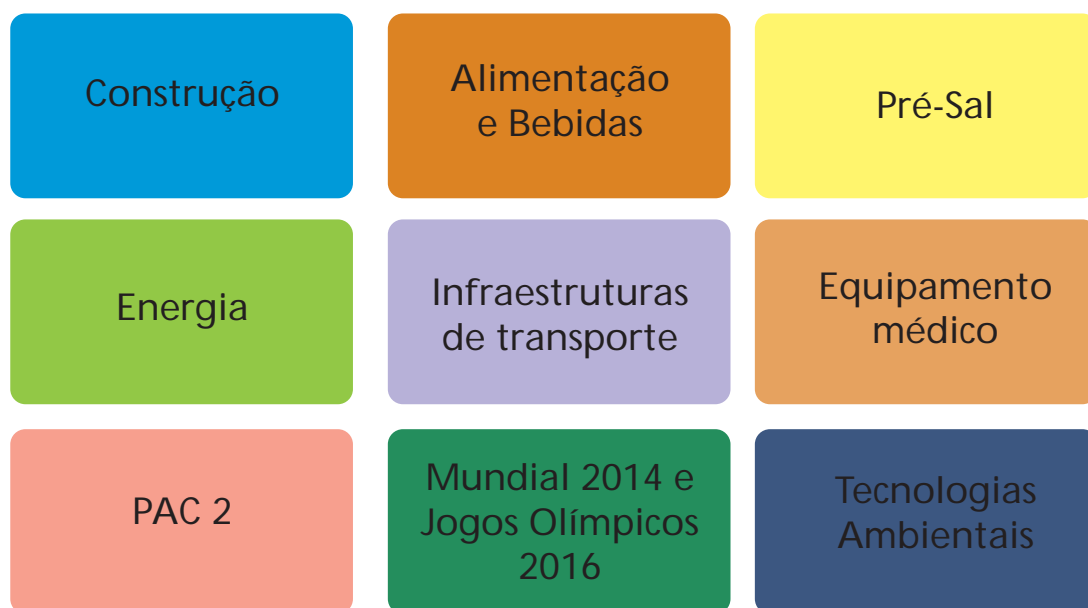 Construção
Alimentação
e Bebidas
Pré-Sal
Energia
Infraestruturas
de transporte
Equipamento
médico
PAC 2
Mundial 2014 e
Jogos Olímpicos
2016
Tecnologias
Ambientais